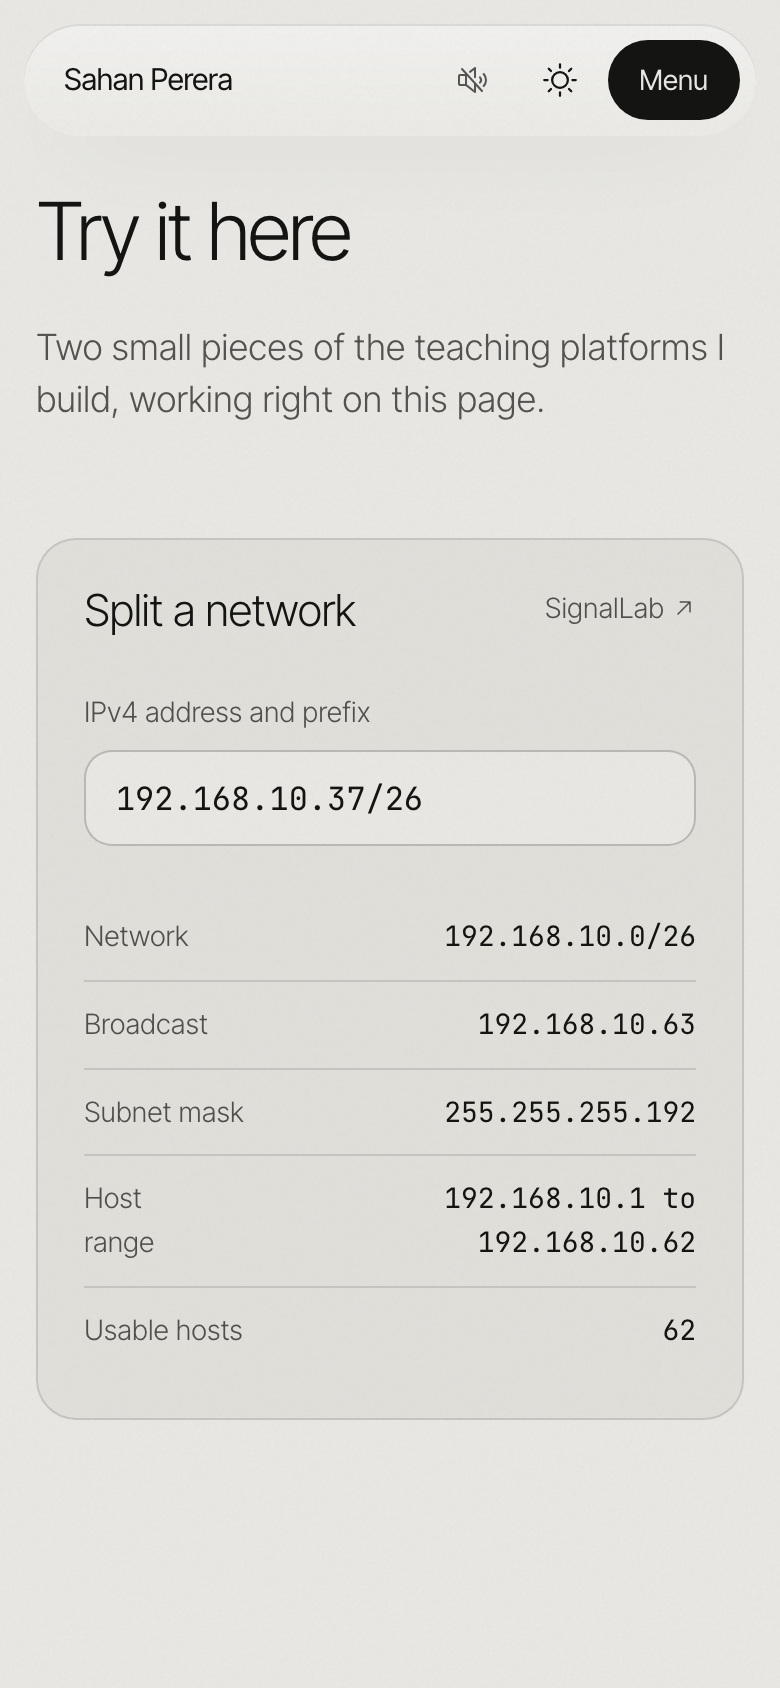 Sahan Perera
Menu
Try it here
Two small pieces of the teaching platforms I
build, working right on this page.
Split a network
SignalLab ↗
IPv4 address and prefix
192.168.10.37/26
Network 192.168.10.0/26
Broadcast 192.168.10.63
Subnet mask 255.255.255.192
Host 192.168.10.1 to
range 192.168.10.62
Usable hosts 62